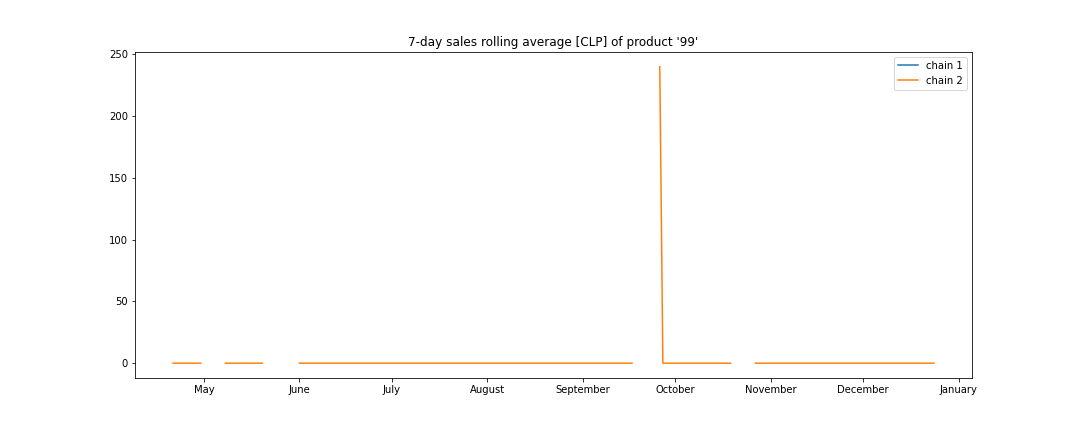 7-day sales rolling average [CLP] of product '99'
chain 1
chain 2
250
200
150
100
50
0
May June July August September October November December January